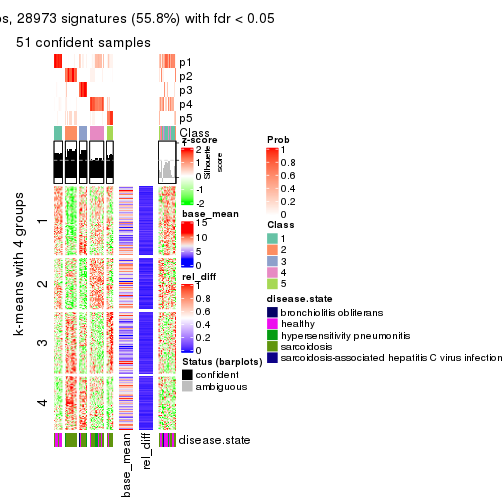 os, 28973 signatures (55.8%) with fdr < 0.05
51 confident samples
p1
p2
p3
p4
p5
Class
1
Silhouette
score
k-means with 4 groups
1
2
3
4
base_mean
rel_diff
disease.state
z-score
2
1
0
-1
-2
base_mean
15
10
5
0
rel_diff
1
0.8
0.6
0.4
0.2
0
Status (barplots)
confident
ambiguous
Prob
1
0.8
0.6
0.4
0.2
0
Class
1
2
3
4
5
disease.state
bronchiolitis obliterans
healthy
hypersensitivity pneumonitis
sarcoidosis
sarcoidosis-associated hepatitis C virus infection